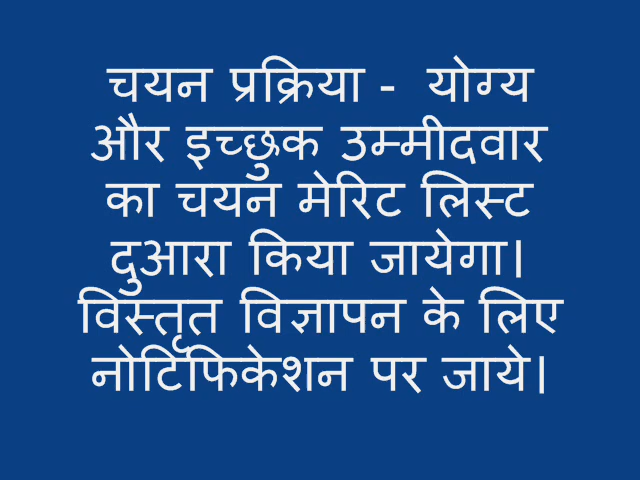 चयन प्रक्रिया -  योग्य
और इच्छुक उम्मीदवार
का चयन मेरिट लिस्ट
दुआरा किया जायेगा।
विस्तृत विज्ञापन के लिए
नोटिफिकेशन पर जाये।